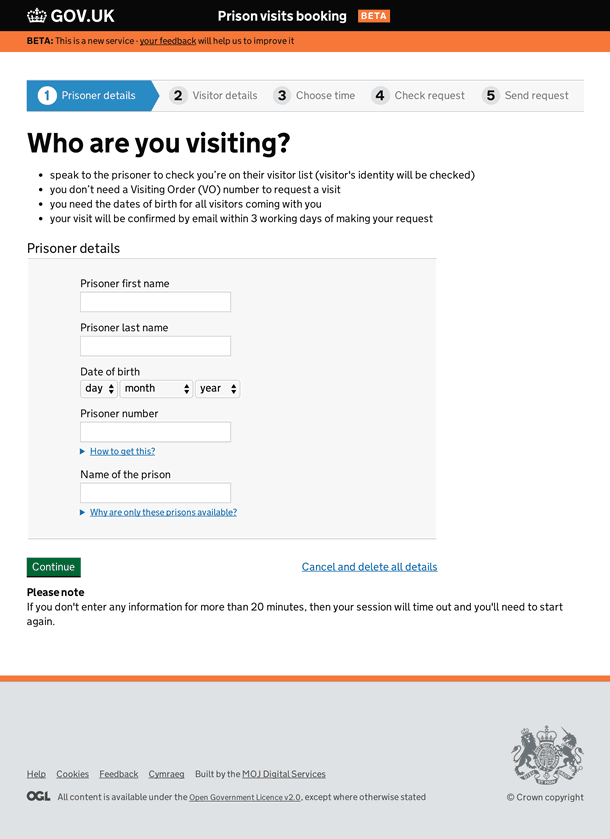 GOV.UK Prison visits booking BETA
BETA: This is a new service - your feedback will help us to improve it
1 Prisoner details 2 Visitor details 3 Choose time 4 Check request 5 Send request
Who are you visiting?
• speak to the prisoner to check you're on their visitor list (visitor's identity will be checked)
• you don't need a Visiting Order (VO) number to request a visit
• you need the dates of birth for all visitors coming with you
• your visit will be confirmed by email within 3 working days of making your request
Prisoner details
Prisoner first name
Prisoner last name
Date of birth
day month year
Prisoner number
How to get this?
Name of the prison
Why are only these prisons available?
Continue Cancel and delete all details
Please note
If you don't enter any information for more than 20 minutes, then your session will time out and you'll need to start
again.
Help Cookies Feedback Cymraeg Built by the MOJ Digital Services
OGL All content is available under the Open Government Licence v2.0, except where otherwise stated © Crown copyright